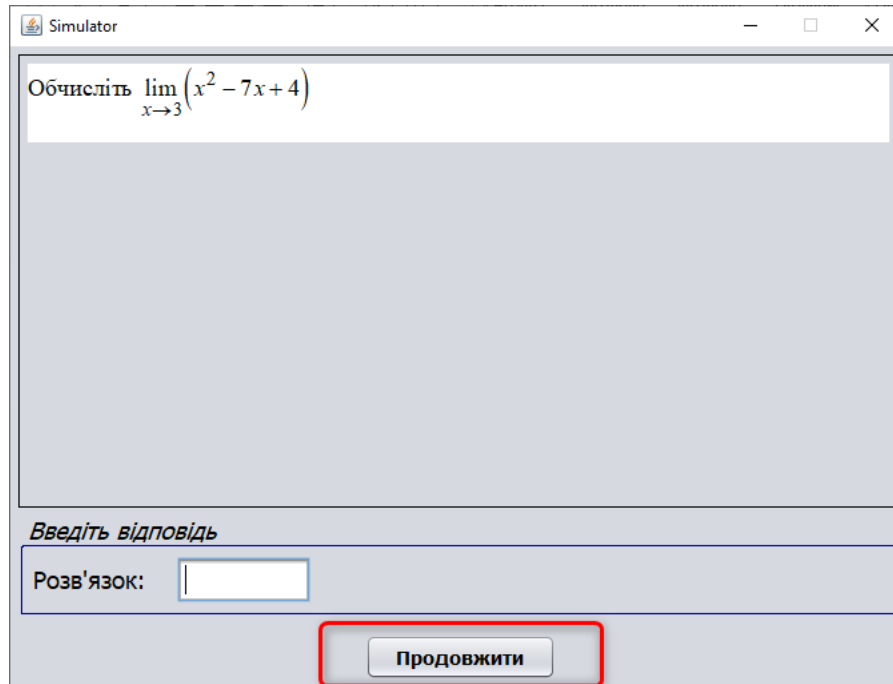 Simulator
Обчисліть lim x→3 (x² − 7x + 4)
Введіть відповідь
Розв'язок:
Продовжити